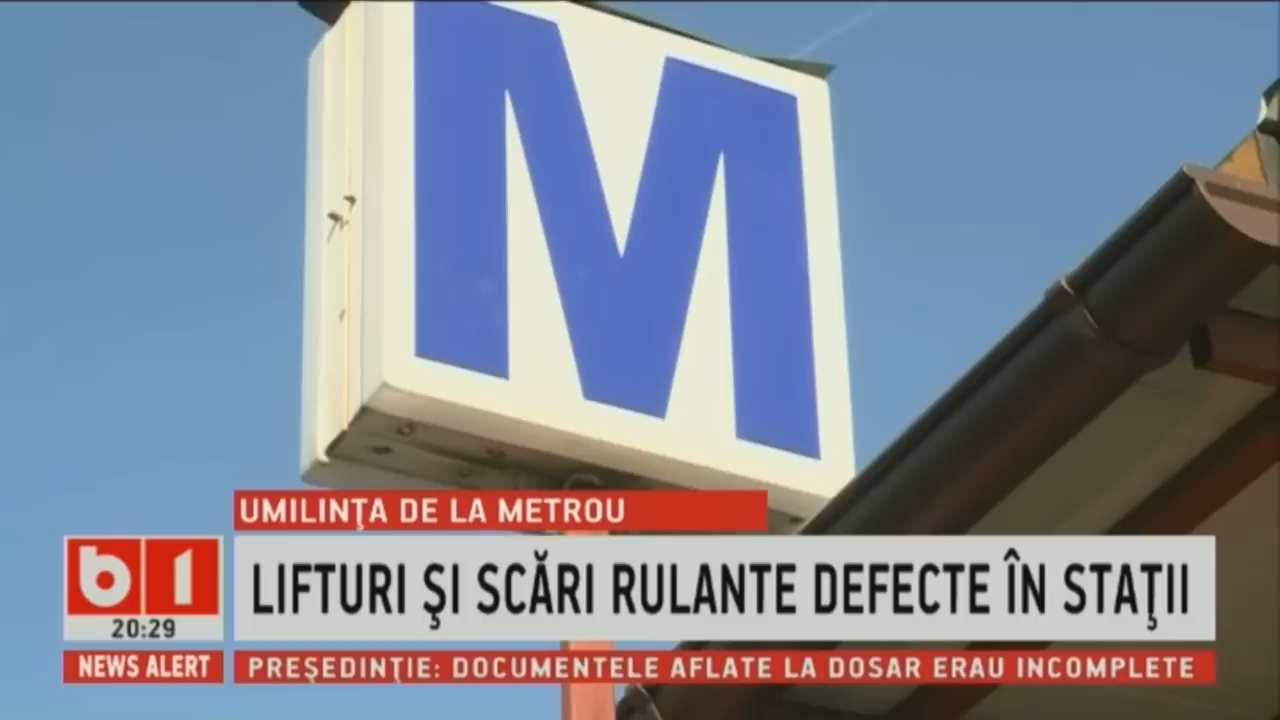 M
UMILINŢA DE LA METROU
b1
LIFTURI ŞI SCĂRI RULANTE DEFECTE ÎN STAŢII
20:29
NEWS ALERT
PREŞEDINŢIE: DOCUMENTELE AFLATE LA DOSAR ERAU INCOMPLETE